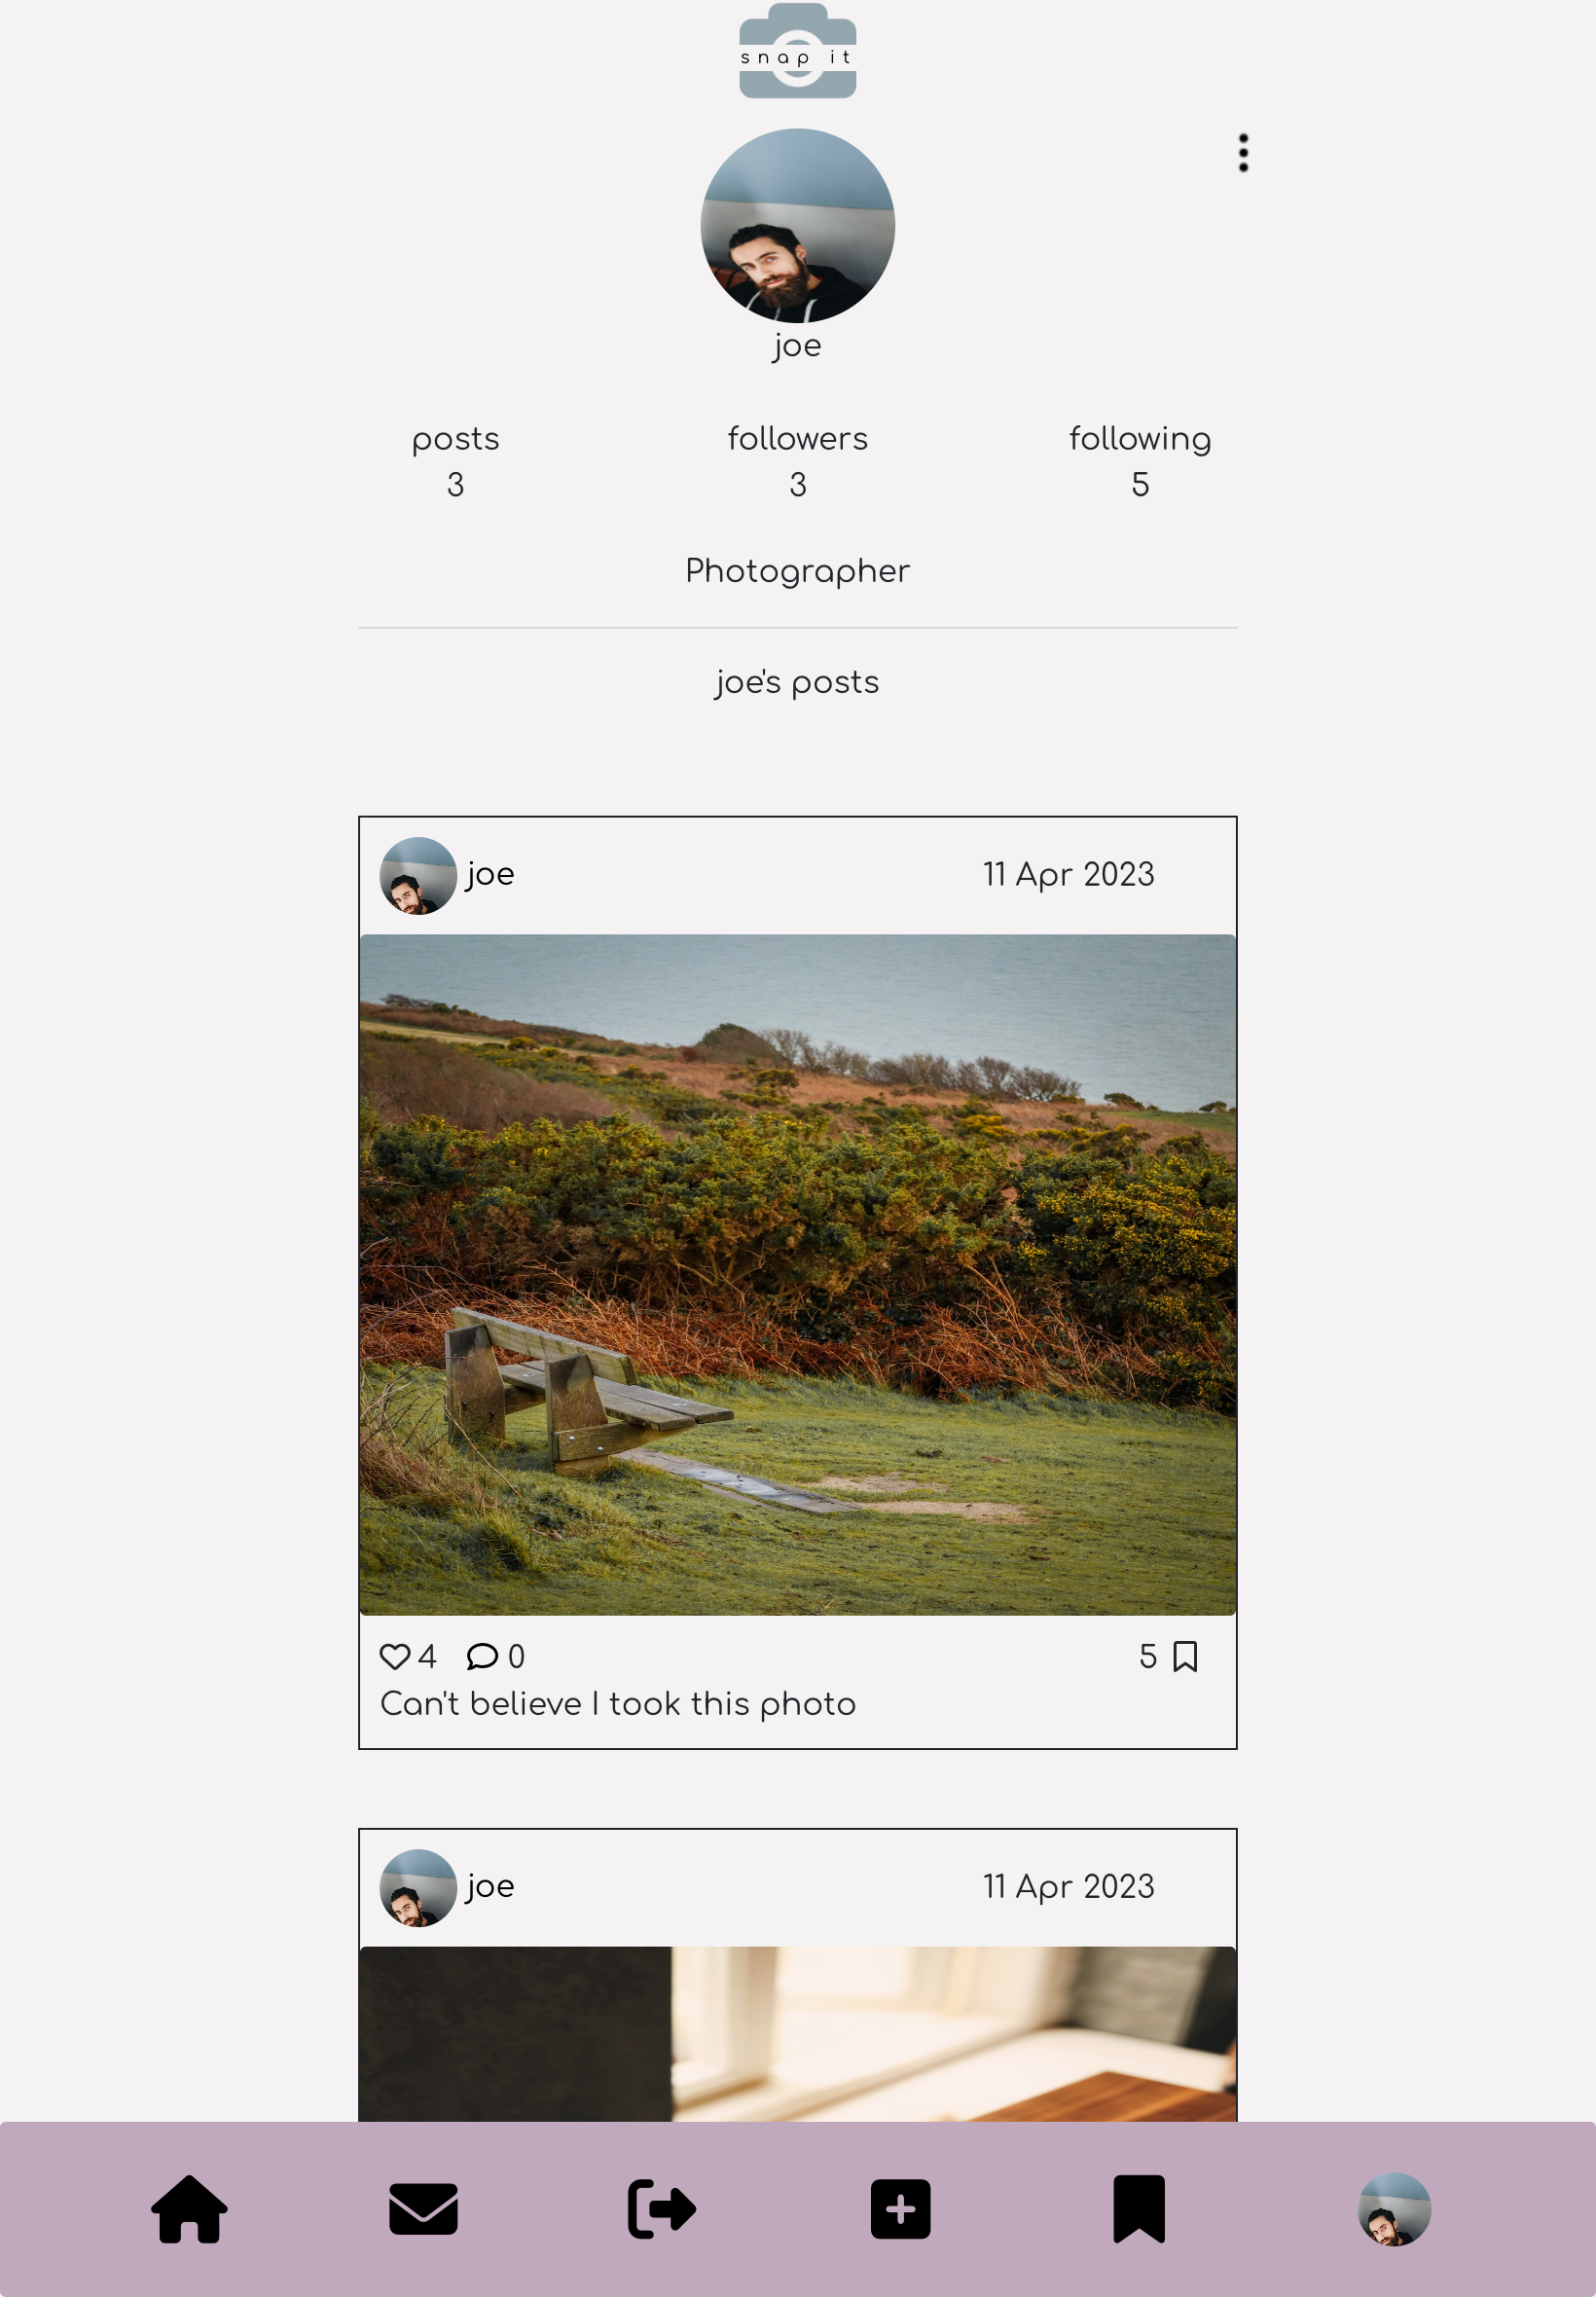 snap it
joe
posts followers following
3 3 5
Photographer
joe's posts
joe 11 Apr 2023
4 0 5
Can't believe I took this photo
joe 11 Apr 2023